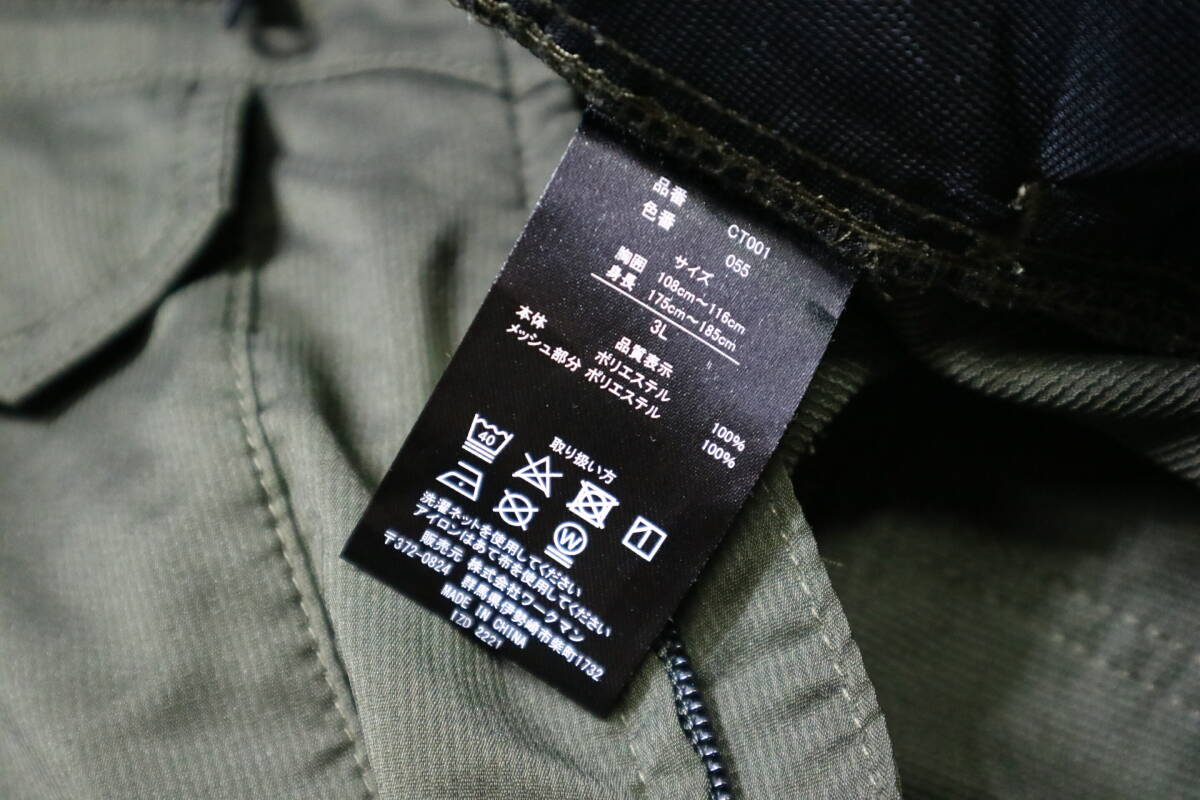 品番 CT001
色番 055
サイズ
胸囲 108cm～116cm
身長 175cm～185cm
3L
品質表示
本体 ポリエステル 100%
メッシュ部分 ポリエステル 100%
取り扱い方
40
W
洗濯ネットを使用してください
アイロンはあて布を使用してください
販売元 株式会社ワークマン
〒372-0824 群馬県伊勢崎市柴町1732
MADE IN CHINA
IZD 2221